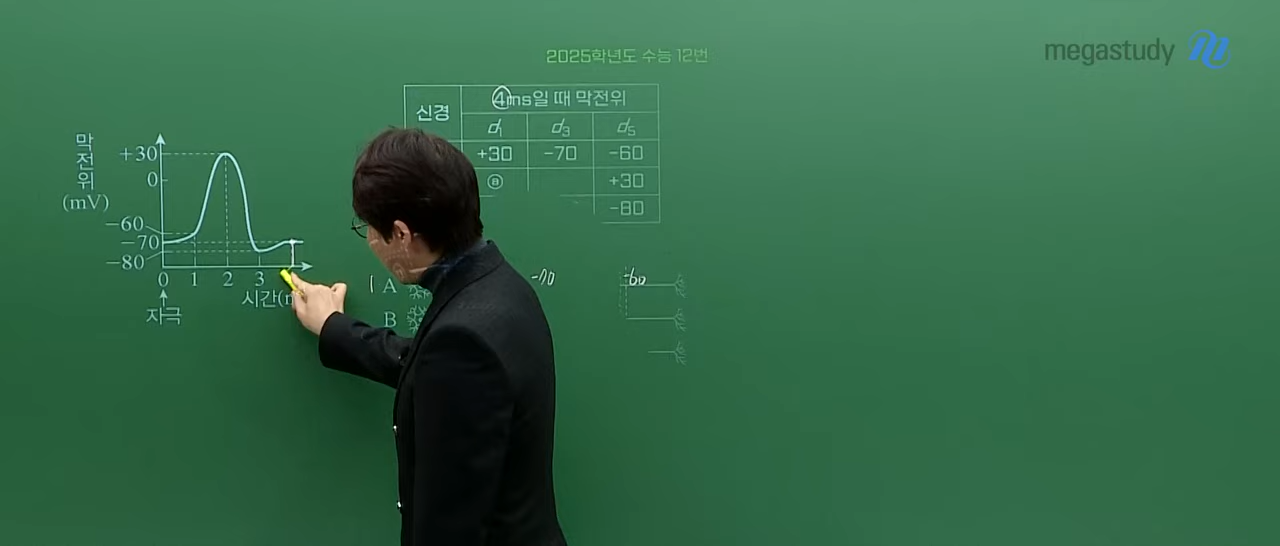 megastudy
2025학년도 수능 12번
신경 4ms일 때 막전위
d₁ d₃ d₅
+30 -70 -60
ⓐ +30
-80
막전위
(mV)
+30
0
-60
-70
-80
0 1 2 3
시간(
자극
1 A -70 -60
B